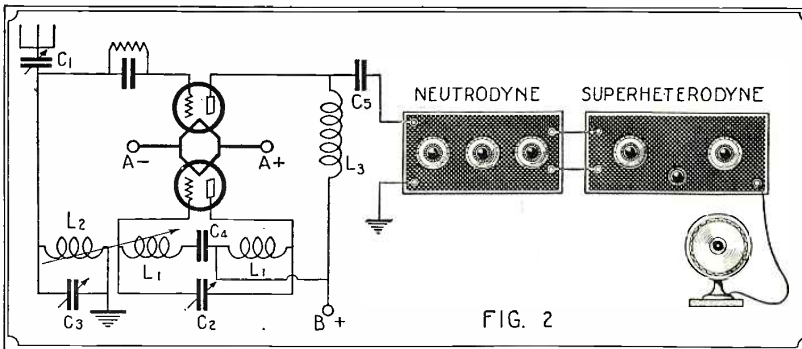 C1
C5
NEUTRODYNE
SUPERHETERODYNE
A-
A+
L3
L2
L1
C4
L1
C3
C2
B+
FIG. 2